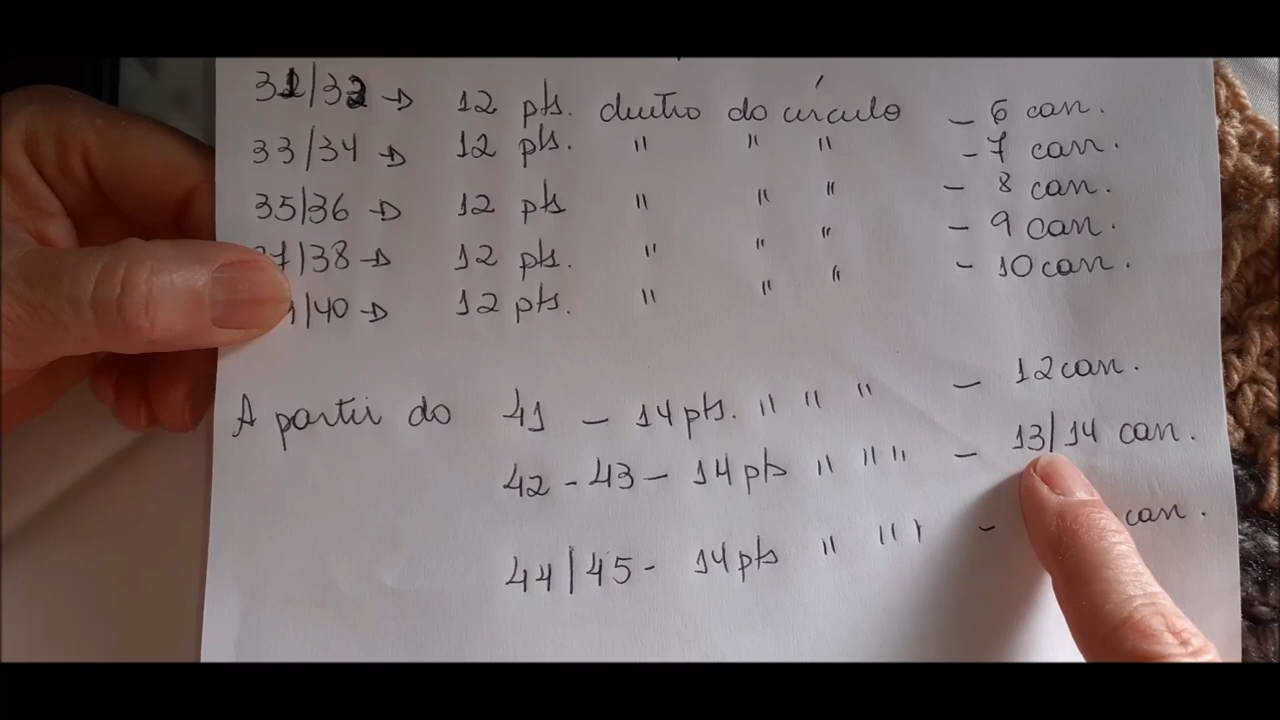 31/32 → 12 pts. dentro do círculo - 6 can.
33/34 → 12 pts. " " " - 7 can.
35/36 → 12 pts " " " - 8 can.
7/38 → 12 pts. " " " - 9 can.
/40 → 12 pts. " " " - 10 can.
A partir do 41 - 14 pts. " " " - 12 can.
42-43 - 14 pts " " " - 13/14 can.
44/45 - 14 pts " " " - can.